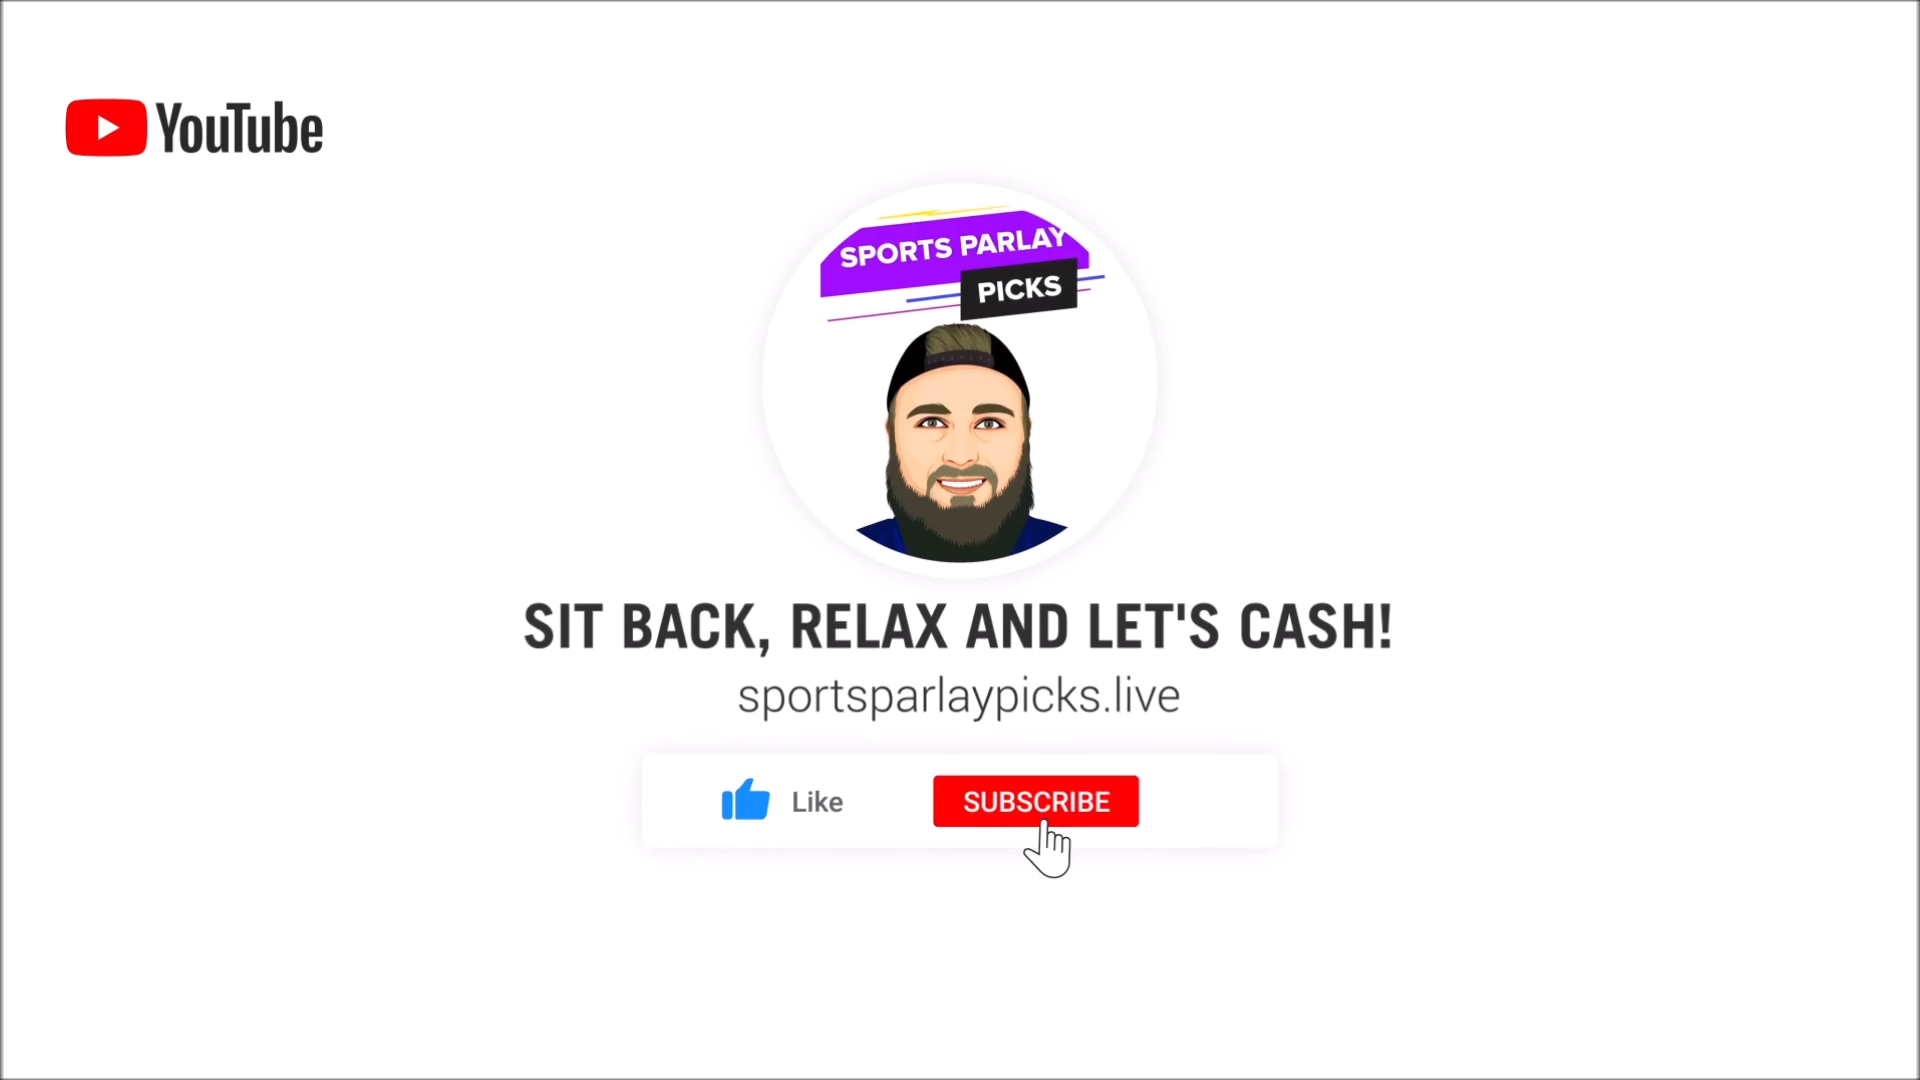 YouTube
SPORTS PARLAY
PICKS
SIT BACK, RELAX AND LET'S CASH!
sportsparlaypicks.live
Like
SUBSCRIBE